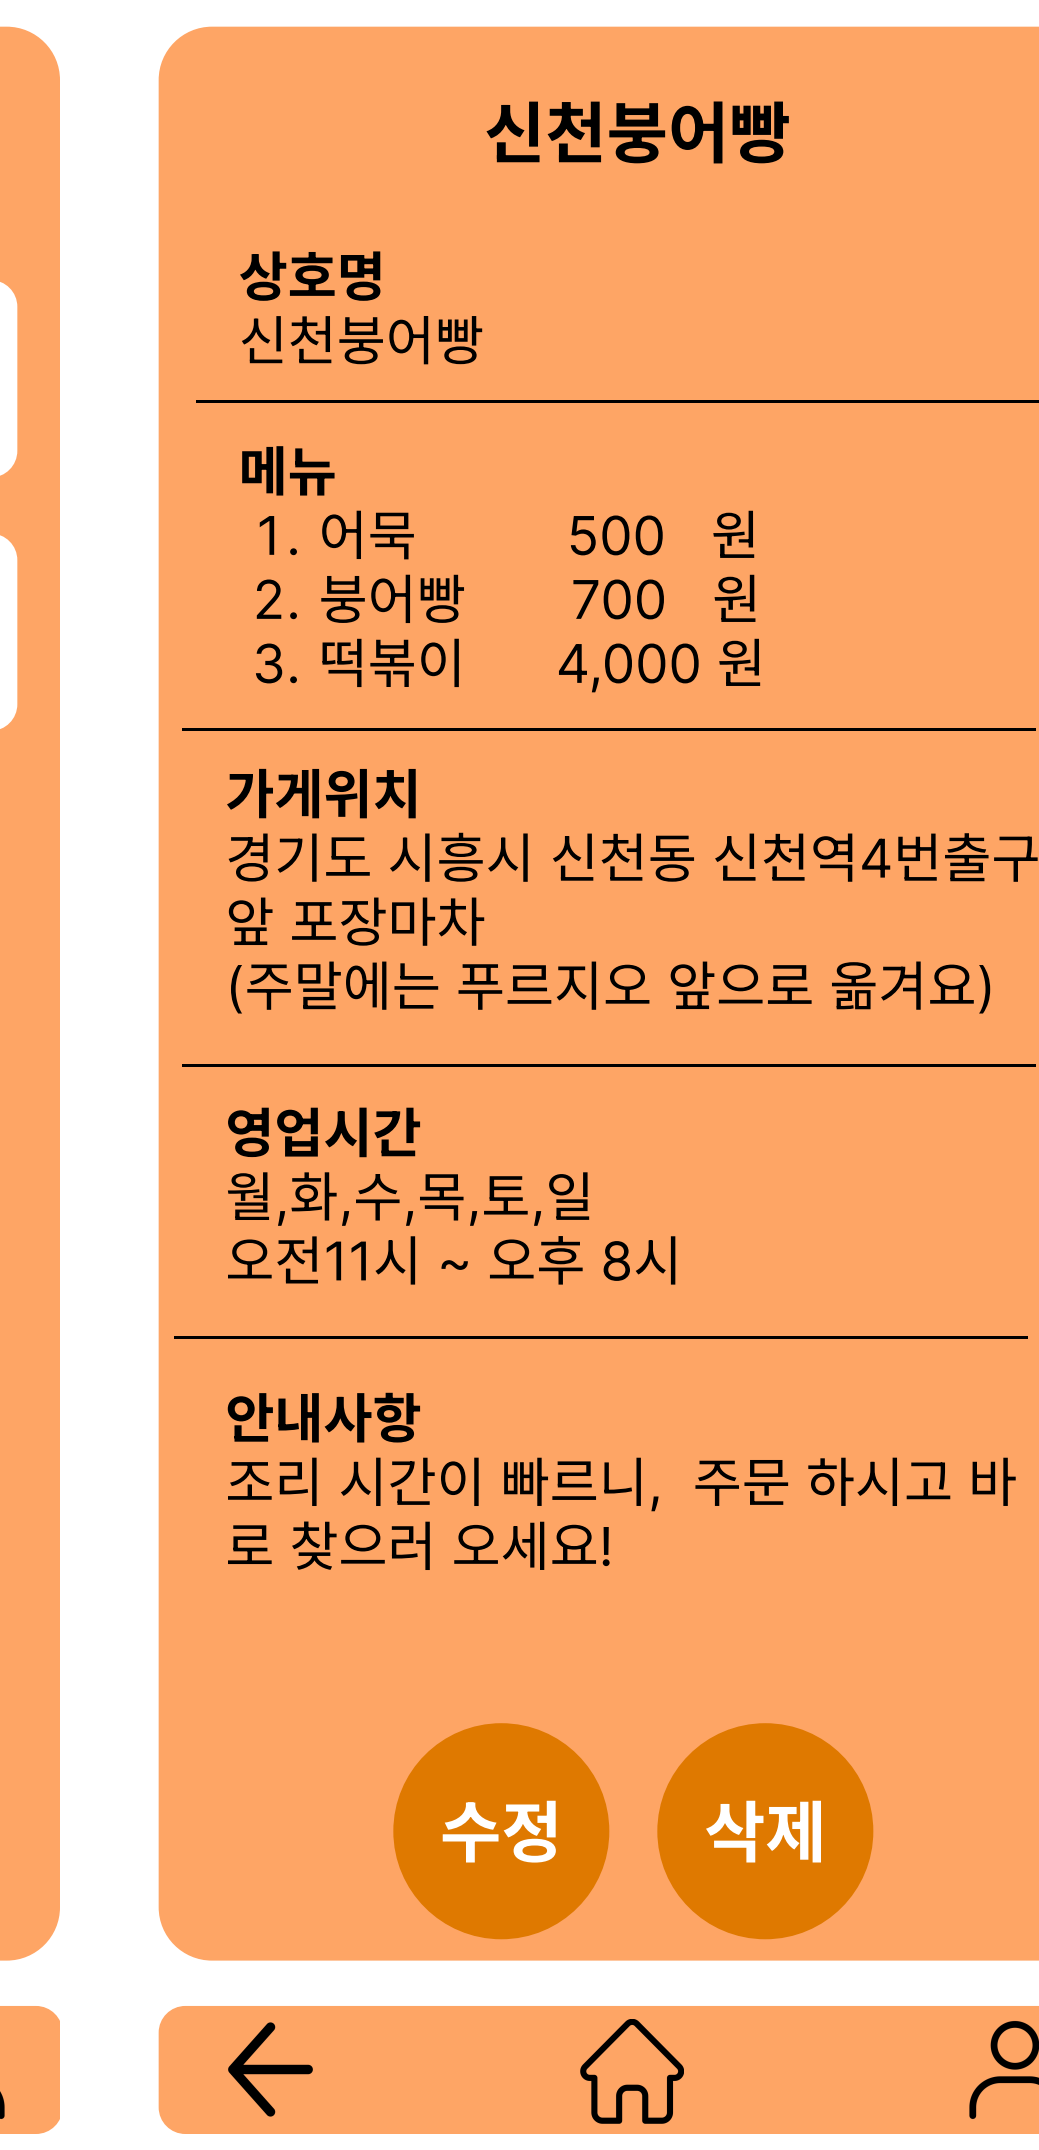 신천붕어빵
상호명
신천붕어빵
메뉴
1. 어묵 500 원
2. 붕어빵 700 원
3. 떡볶이 4,000 원
가게위치
경기도 시흥시 신천동 신천역4번출구
앞 포장마차
(주말에는 푸르지오 앞으로 옮겨요)
영업시간
월,화,수,목,토,일
오전11시 ~ 오후 8시
안내사항
조리 시간이 빠르니, 주문 하시고 바
로 찾으러 오세요!
수정 삭제